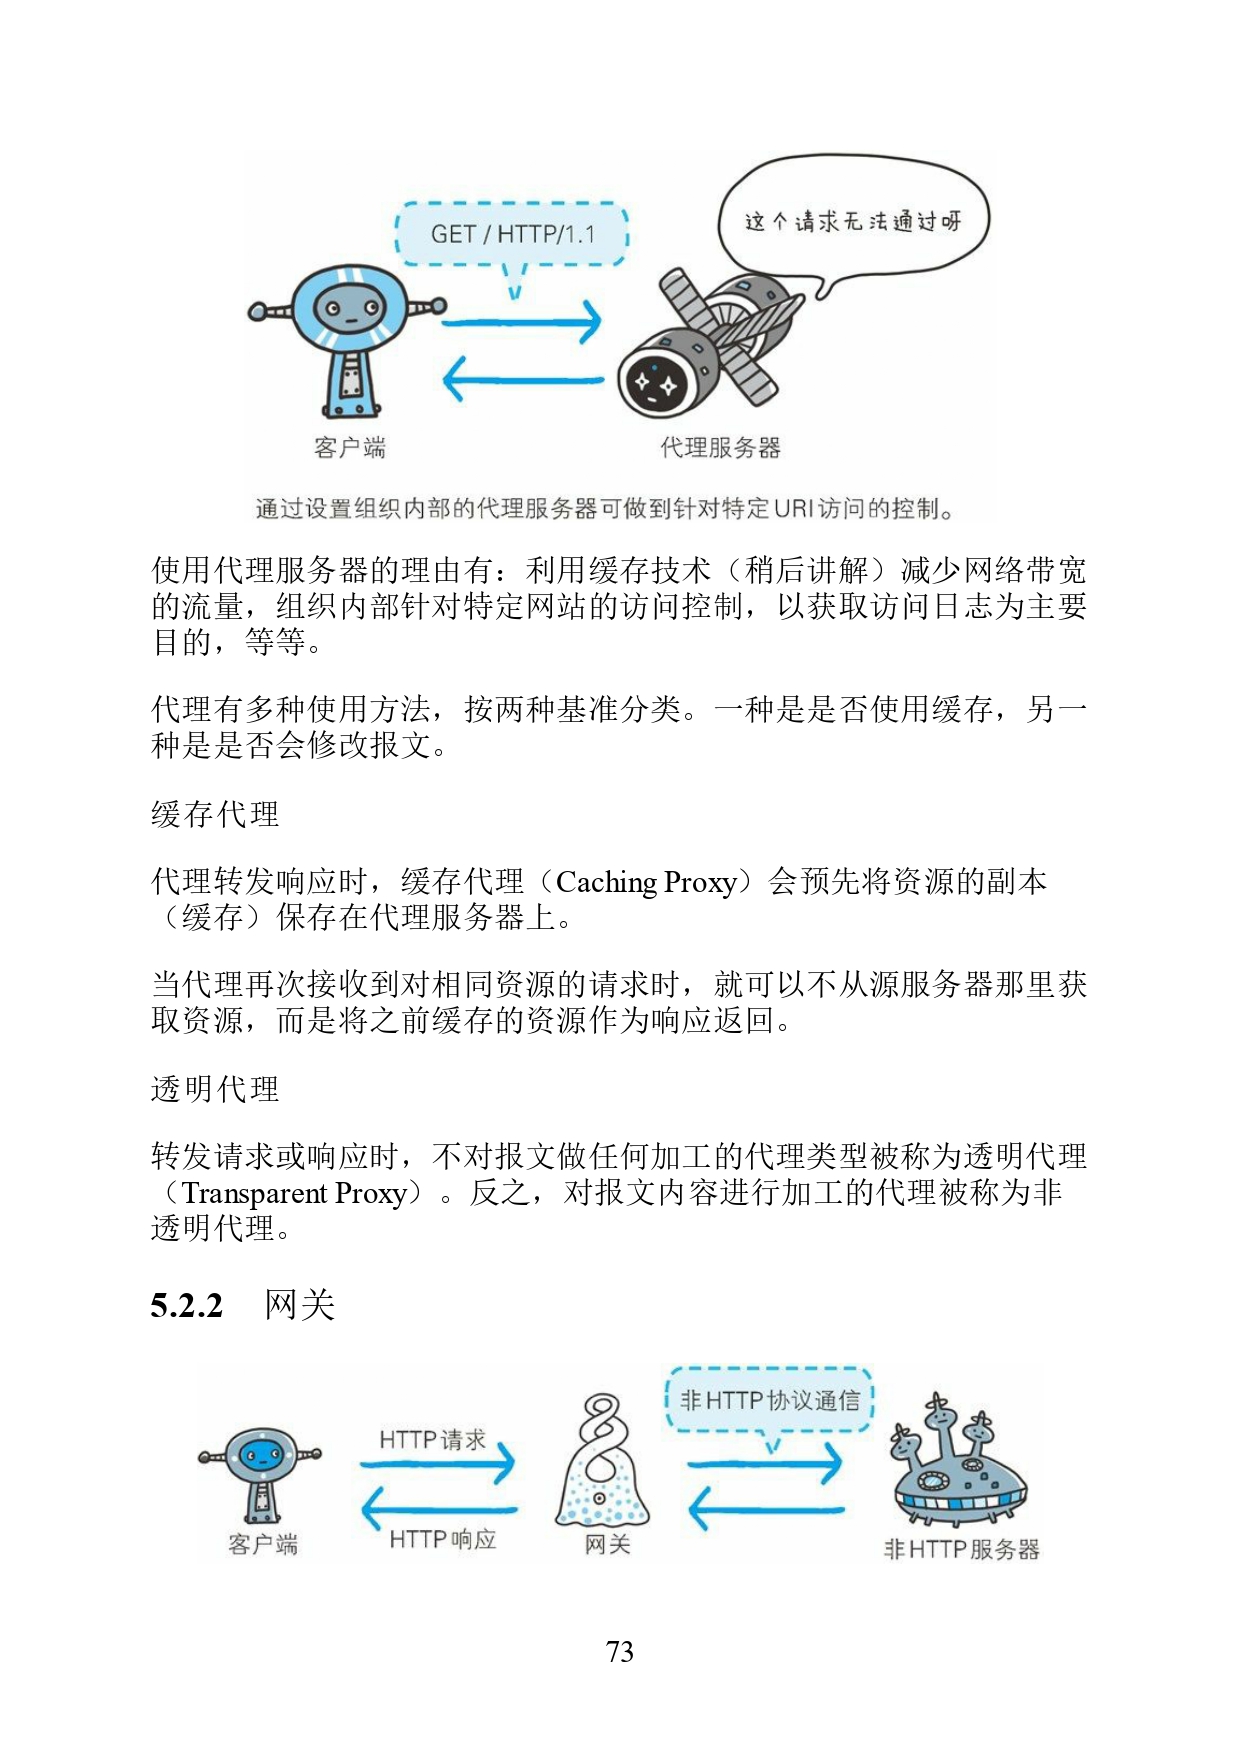 这个请求无法通过呀
GET / HTTP/1.1
客户端
代理服务器
通过设置组织内部的代理服务器可做到针对特定URI访问的控制。
使用代理服务器的理由有：利用缓存技术（稍后讲解）减少网络带宽
的流量，组织内部针对特定网站的访问控制，以获取访问日志为主要
目的，等等。
代理有多种使用方法，按两种基准分类。一种是是否使用缓存，另一
种是是否会修改报文。
缓存代理
代理转发响应时，缓存代理（Caching Proxy）会预先将资源的副本
（缓存）保存在代理服务器上。
当代理再次接收到对相同资源的请求时，就可以不从源服务器那里获
取资源，而是将之前缓存的资源作为响应返回。
透明代理
转发请求或响应时，不对报文做任何加工的代理类型被称为透明代理
（Transparent Proxy）。反之，对报文内容进行加工的代理被称为非
透明代理。
5.2.2 网关
非HTTP协议通信
HTTP请求
HTTP响应
客户端
网关
非HTTP服务器
73